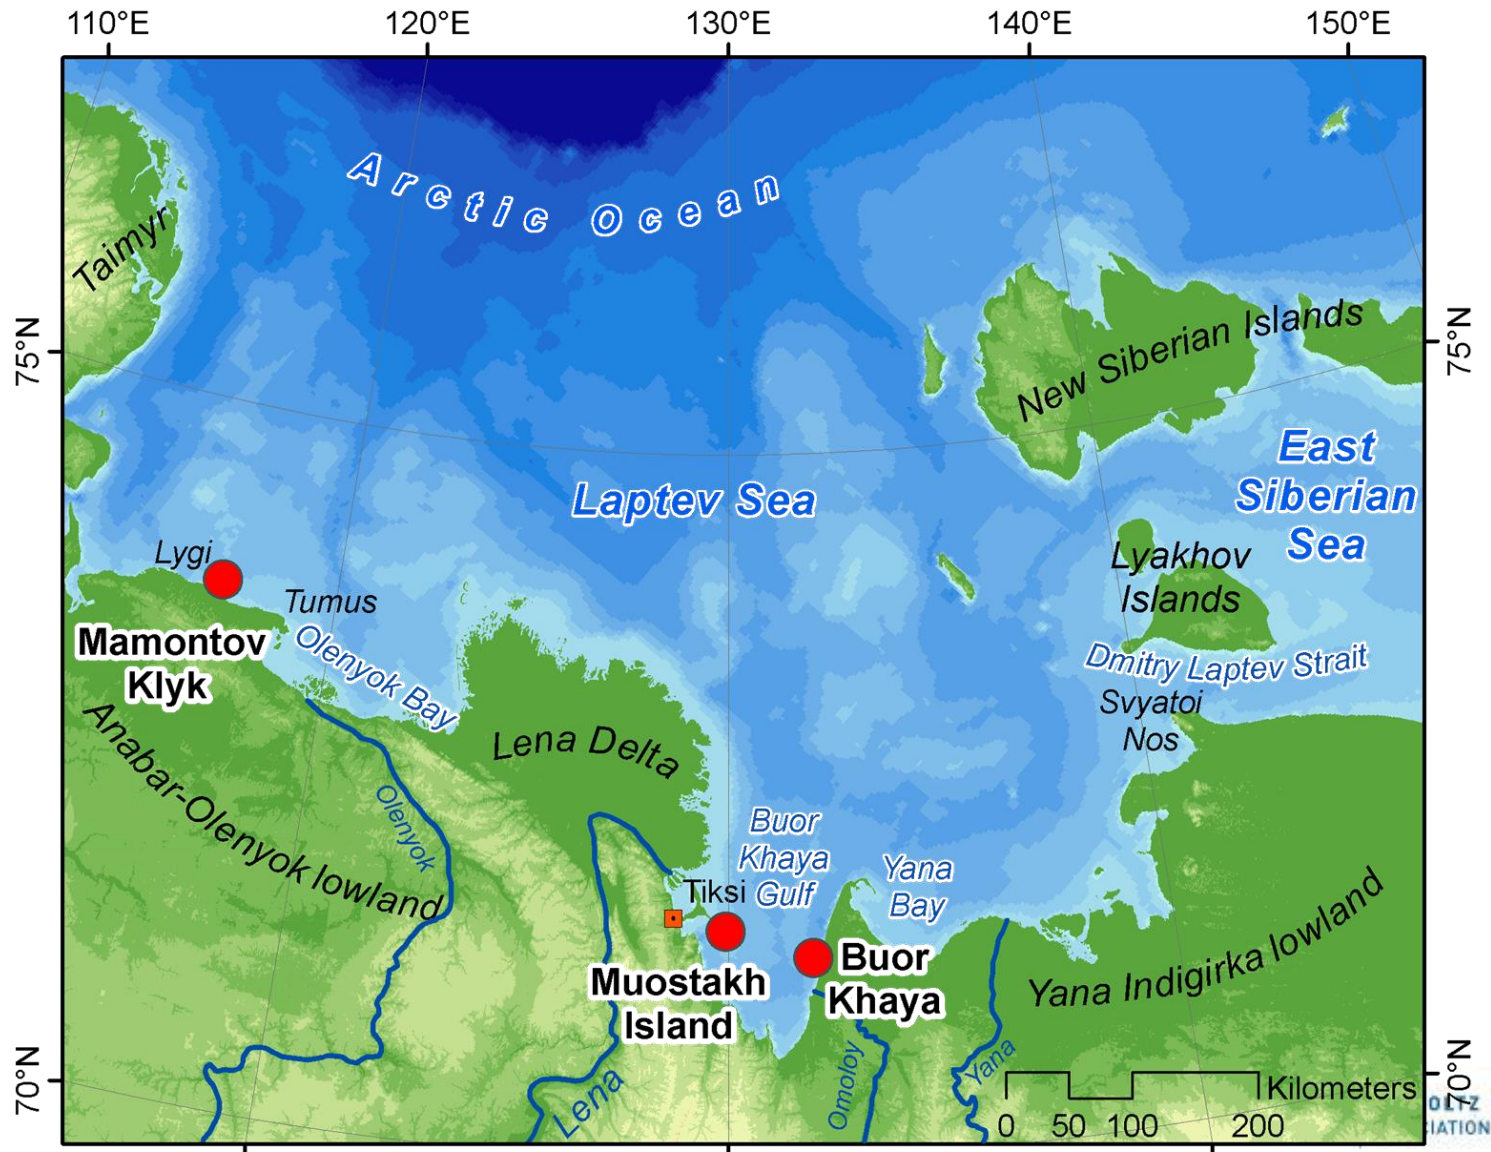 110°E 120°E 130°E 140°E 150°E
Arctic Ocean
Taimyr
75°N
75°N
New Siberian Islands
East
Siberian
Sea
Laptev Sea
Lygi
Tumus
Lyakhov
Islands
Mamontov
Klyk
Olenyok Bay
Dmitry Laptev Strait
Svyatoi
Nos
Lena Delta
Anabar-Olenyok lowland
Olenyok
Buor
Khaya
Gulf
Yana
Bay
Tiksi
Buor
Khaya
Muostakh
Island
Yana Indigirka lowland
70°N
70°N
Lena
Omoloy
Yana
Kilometers
0 50 100 200
OLTZ
CIATION